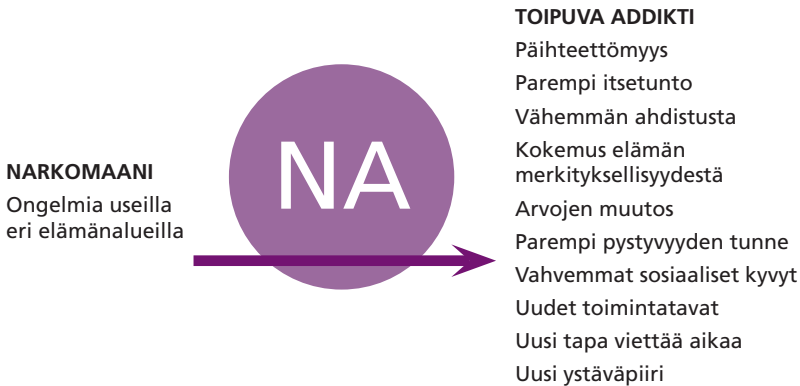 NARKOMAANI
Ongelmia useilla
eri elämänalueilla
NA
TOIPUVA ADDIKTI
Päihteettömyys
Parempi itsetunto
Vähemmän ahdistusta
Kokemus elämän
merkityksellisyydestä
Arvojen muutos
Parempi pystyvyyden tunne
Vahvemmat sosiaaliset kyvyt
Uudet toimintatavat
Uusi tapa viettää aikaa
Uusi ystäväpiiri